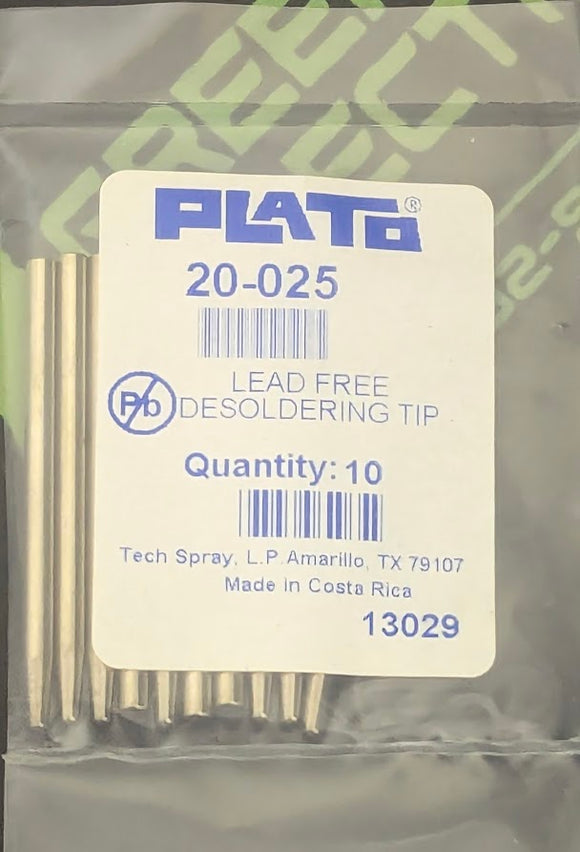 PLATO®
20-025
Pb
LEAD FREE
DESOLDERING TIP
Quantity: 10
Tech Spray, L.P. Amarillo, TX 79107
Made in Costa Rica
13029